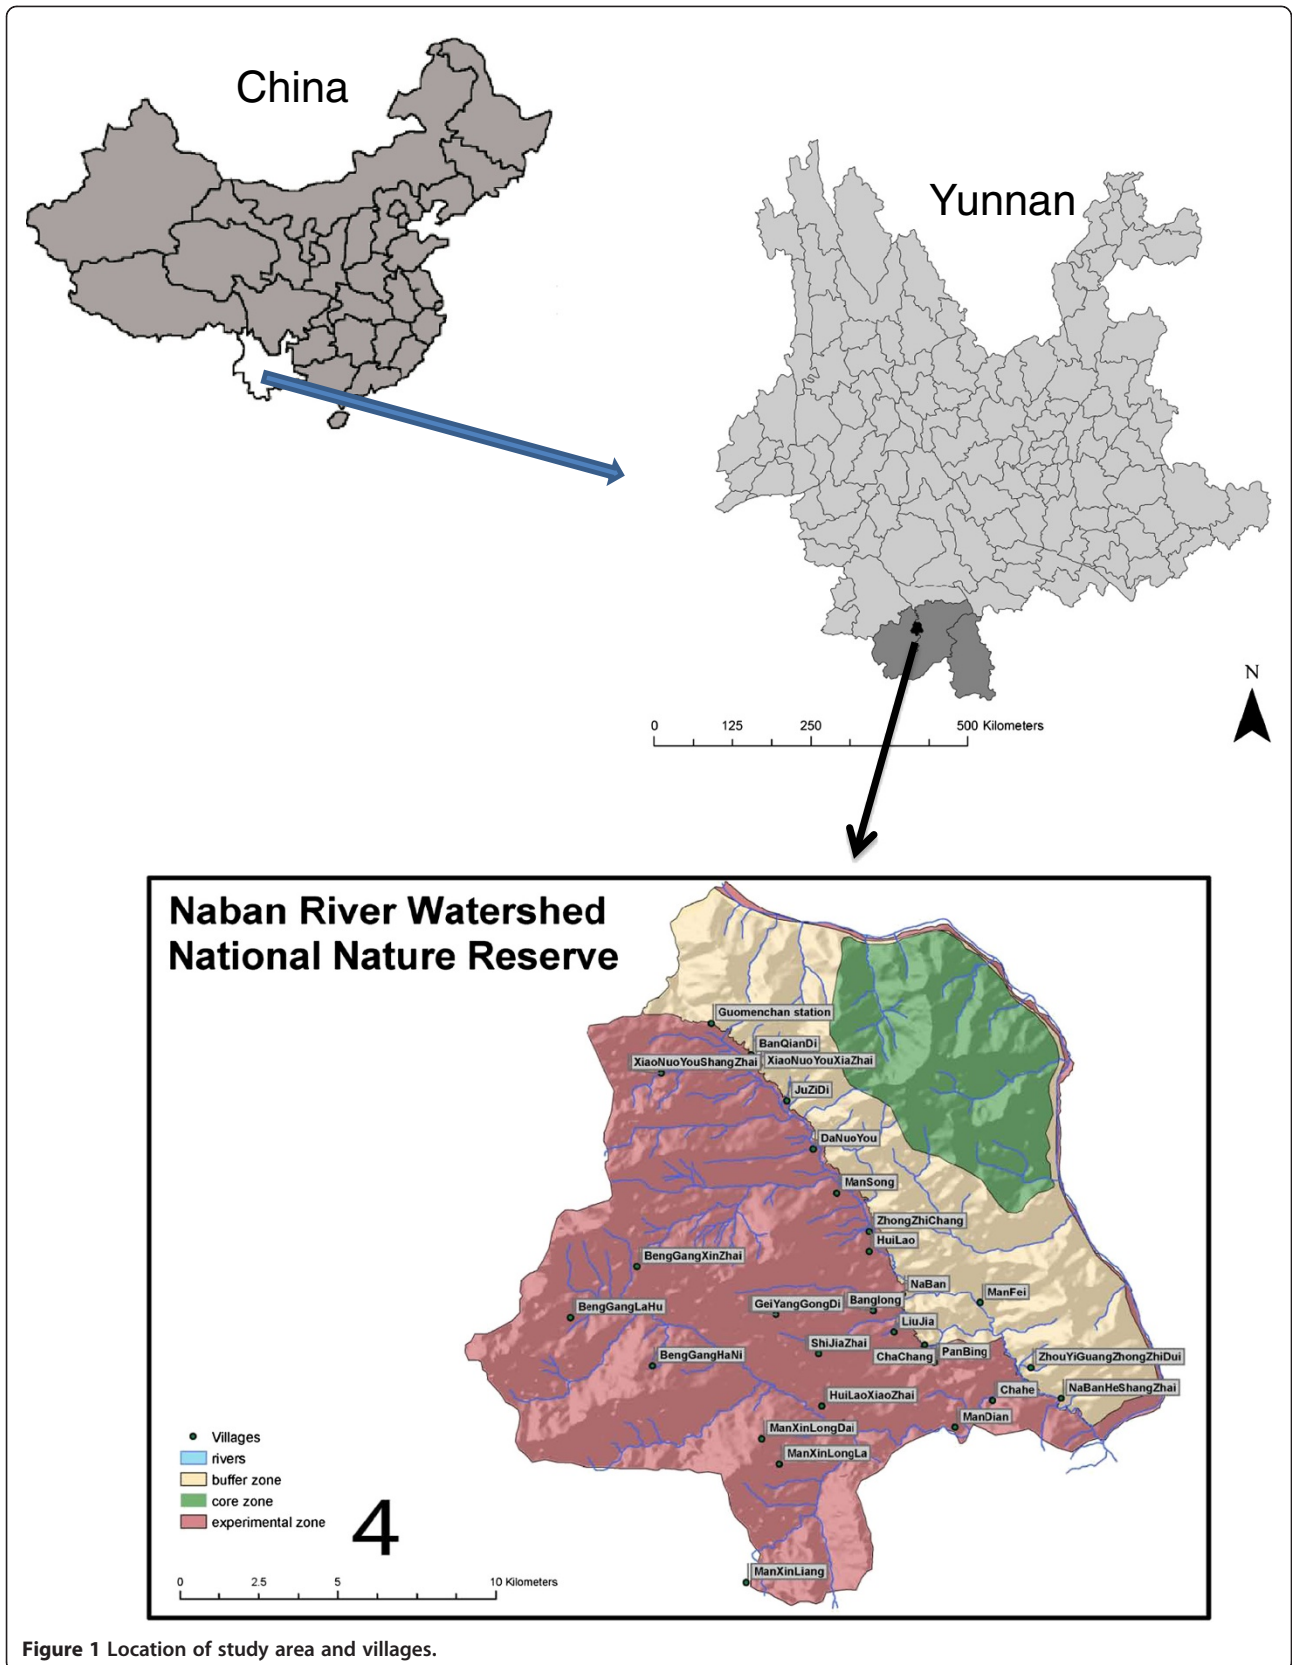 China
Yunnan
N
0 125 250 500 Kilometers
Naban River Watershed
National Nature Reserve
Guomenchan station
BanQianDi
XiaoNuoYouShangZhai
XiaoNuoYouXiaZhai
JuZiDi
DaNuoYou
ManSong
ZhongZhiChang
HuiLao
BengGangXinZhai
NaBan
ManFei
BengGangLaHu
GeiYangGongDi
Banglong
LiuJia
ShiJiaZhai
ChaChang
PanBing
BengGangHaNi
ZhouYiGuangZhongZhiDui
HuiLaoXiaoZhai
Chahe
NaBanHeShangZhai
ManDian
ManXinLongDai
ManXinLongLa
ManXinLiang
Villages
rivers
buffer zone
core zone
experimental zone
4
0 2.5 5 10 Kilometers
Figure 1 Location of study area and villages.